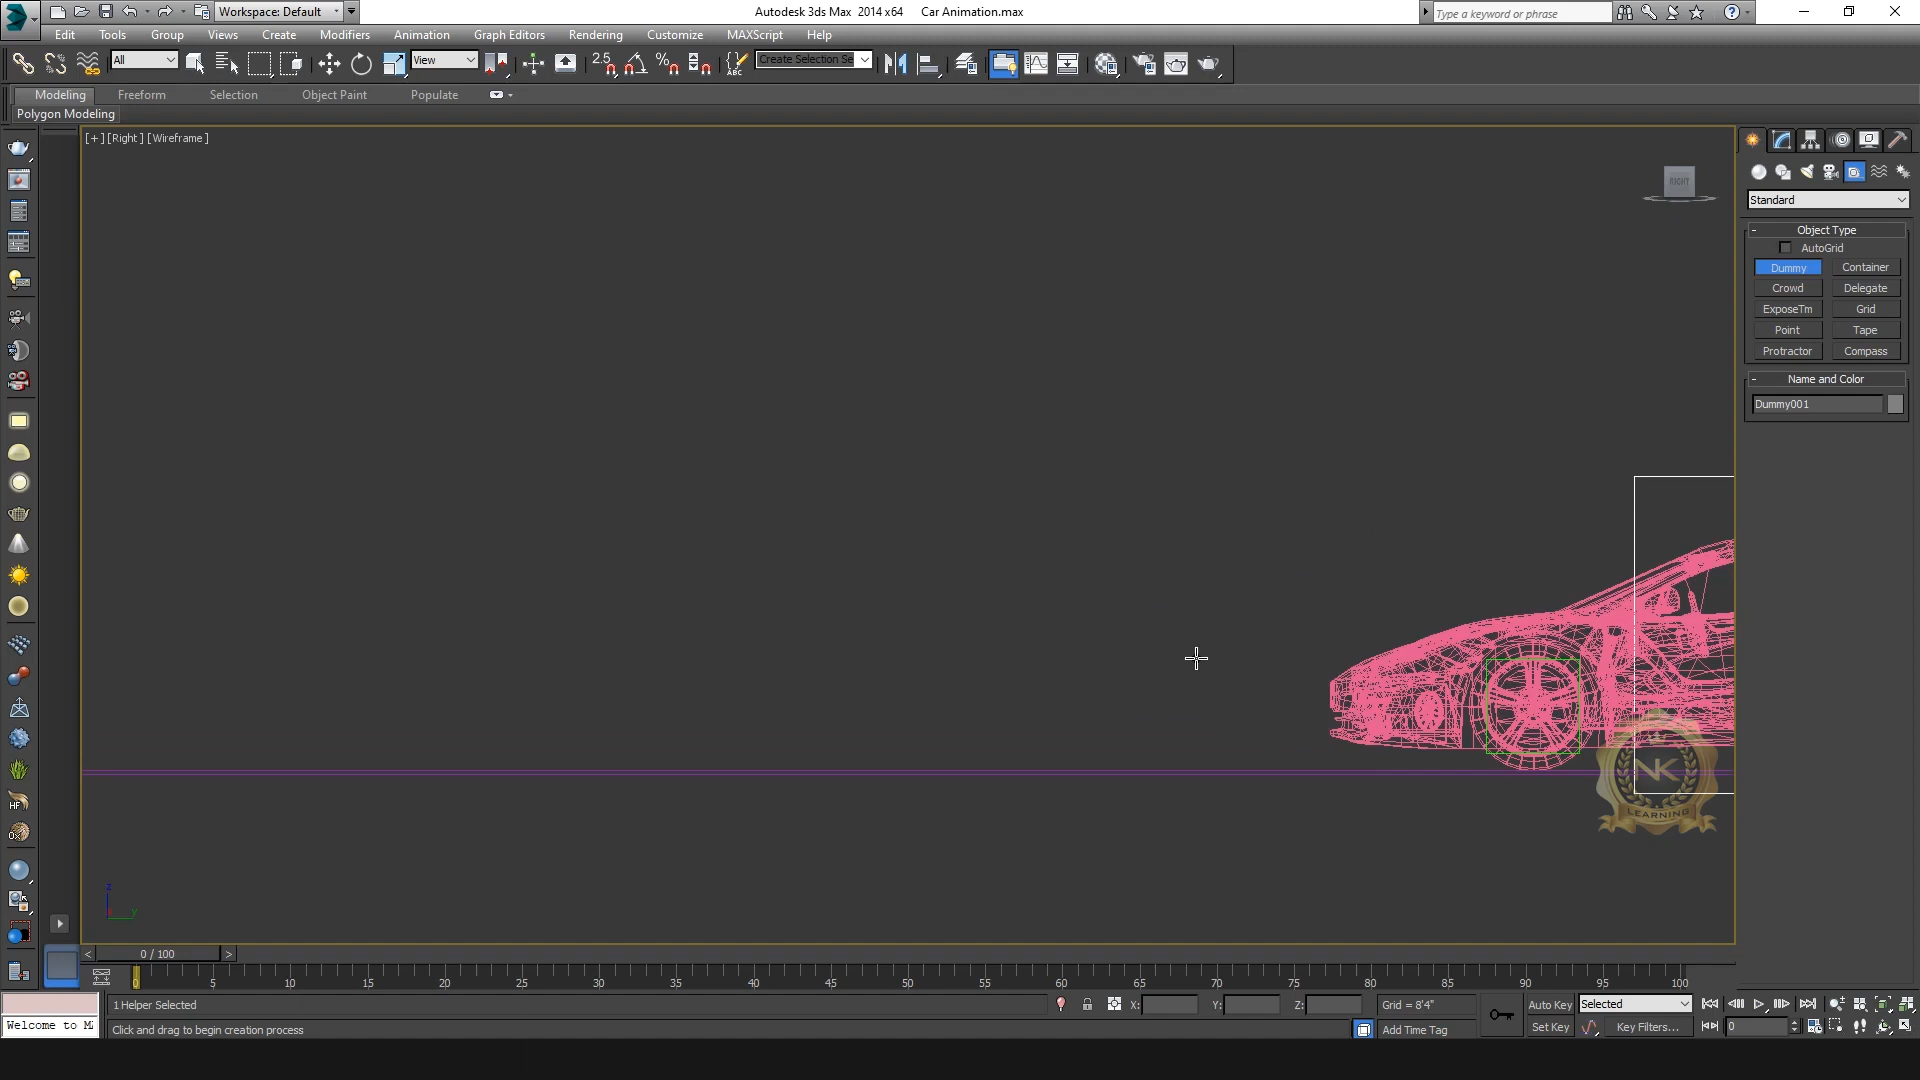 Workspace: Default
Autodesk 3ds Max 2014 x64 Car Animation.max
Type a keyword or phrase
Edit Tools Group Views Create Modifiers Animation Graph Editors Rendering Customize MAXScript Help
All
View
2.5
Create Selection Se
Modeling Freeform Selection Object Paint Populate
Polygon Modeling
[+] [Right] [Wireframe]
RIGHT
Standard
- Object Type
AutoGrid
Dummy Container
Crowd Delegate
ExposeTm Grid
Point Tape
Protractor Compass
- Name and Color
Dummy001
HF
NK
LEARNING
z
y
< 0 / 100 >
0 5 10 15 20 25 30 35 40 45 50 55 60 65 70 75 80 85 90 95 100
1 Helper Selected
X: Y: Z: Grid = 8'4"
Auto Key Selected
Welcome to M
Click and drag to begin creation process
Add Time Tag
Set Key Key Filters... 0